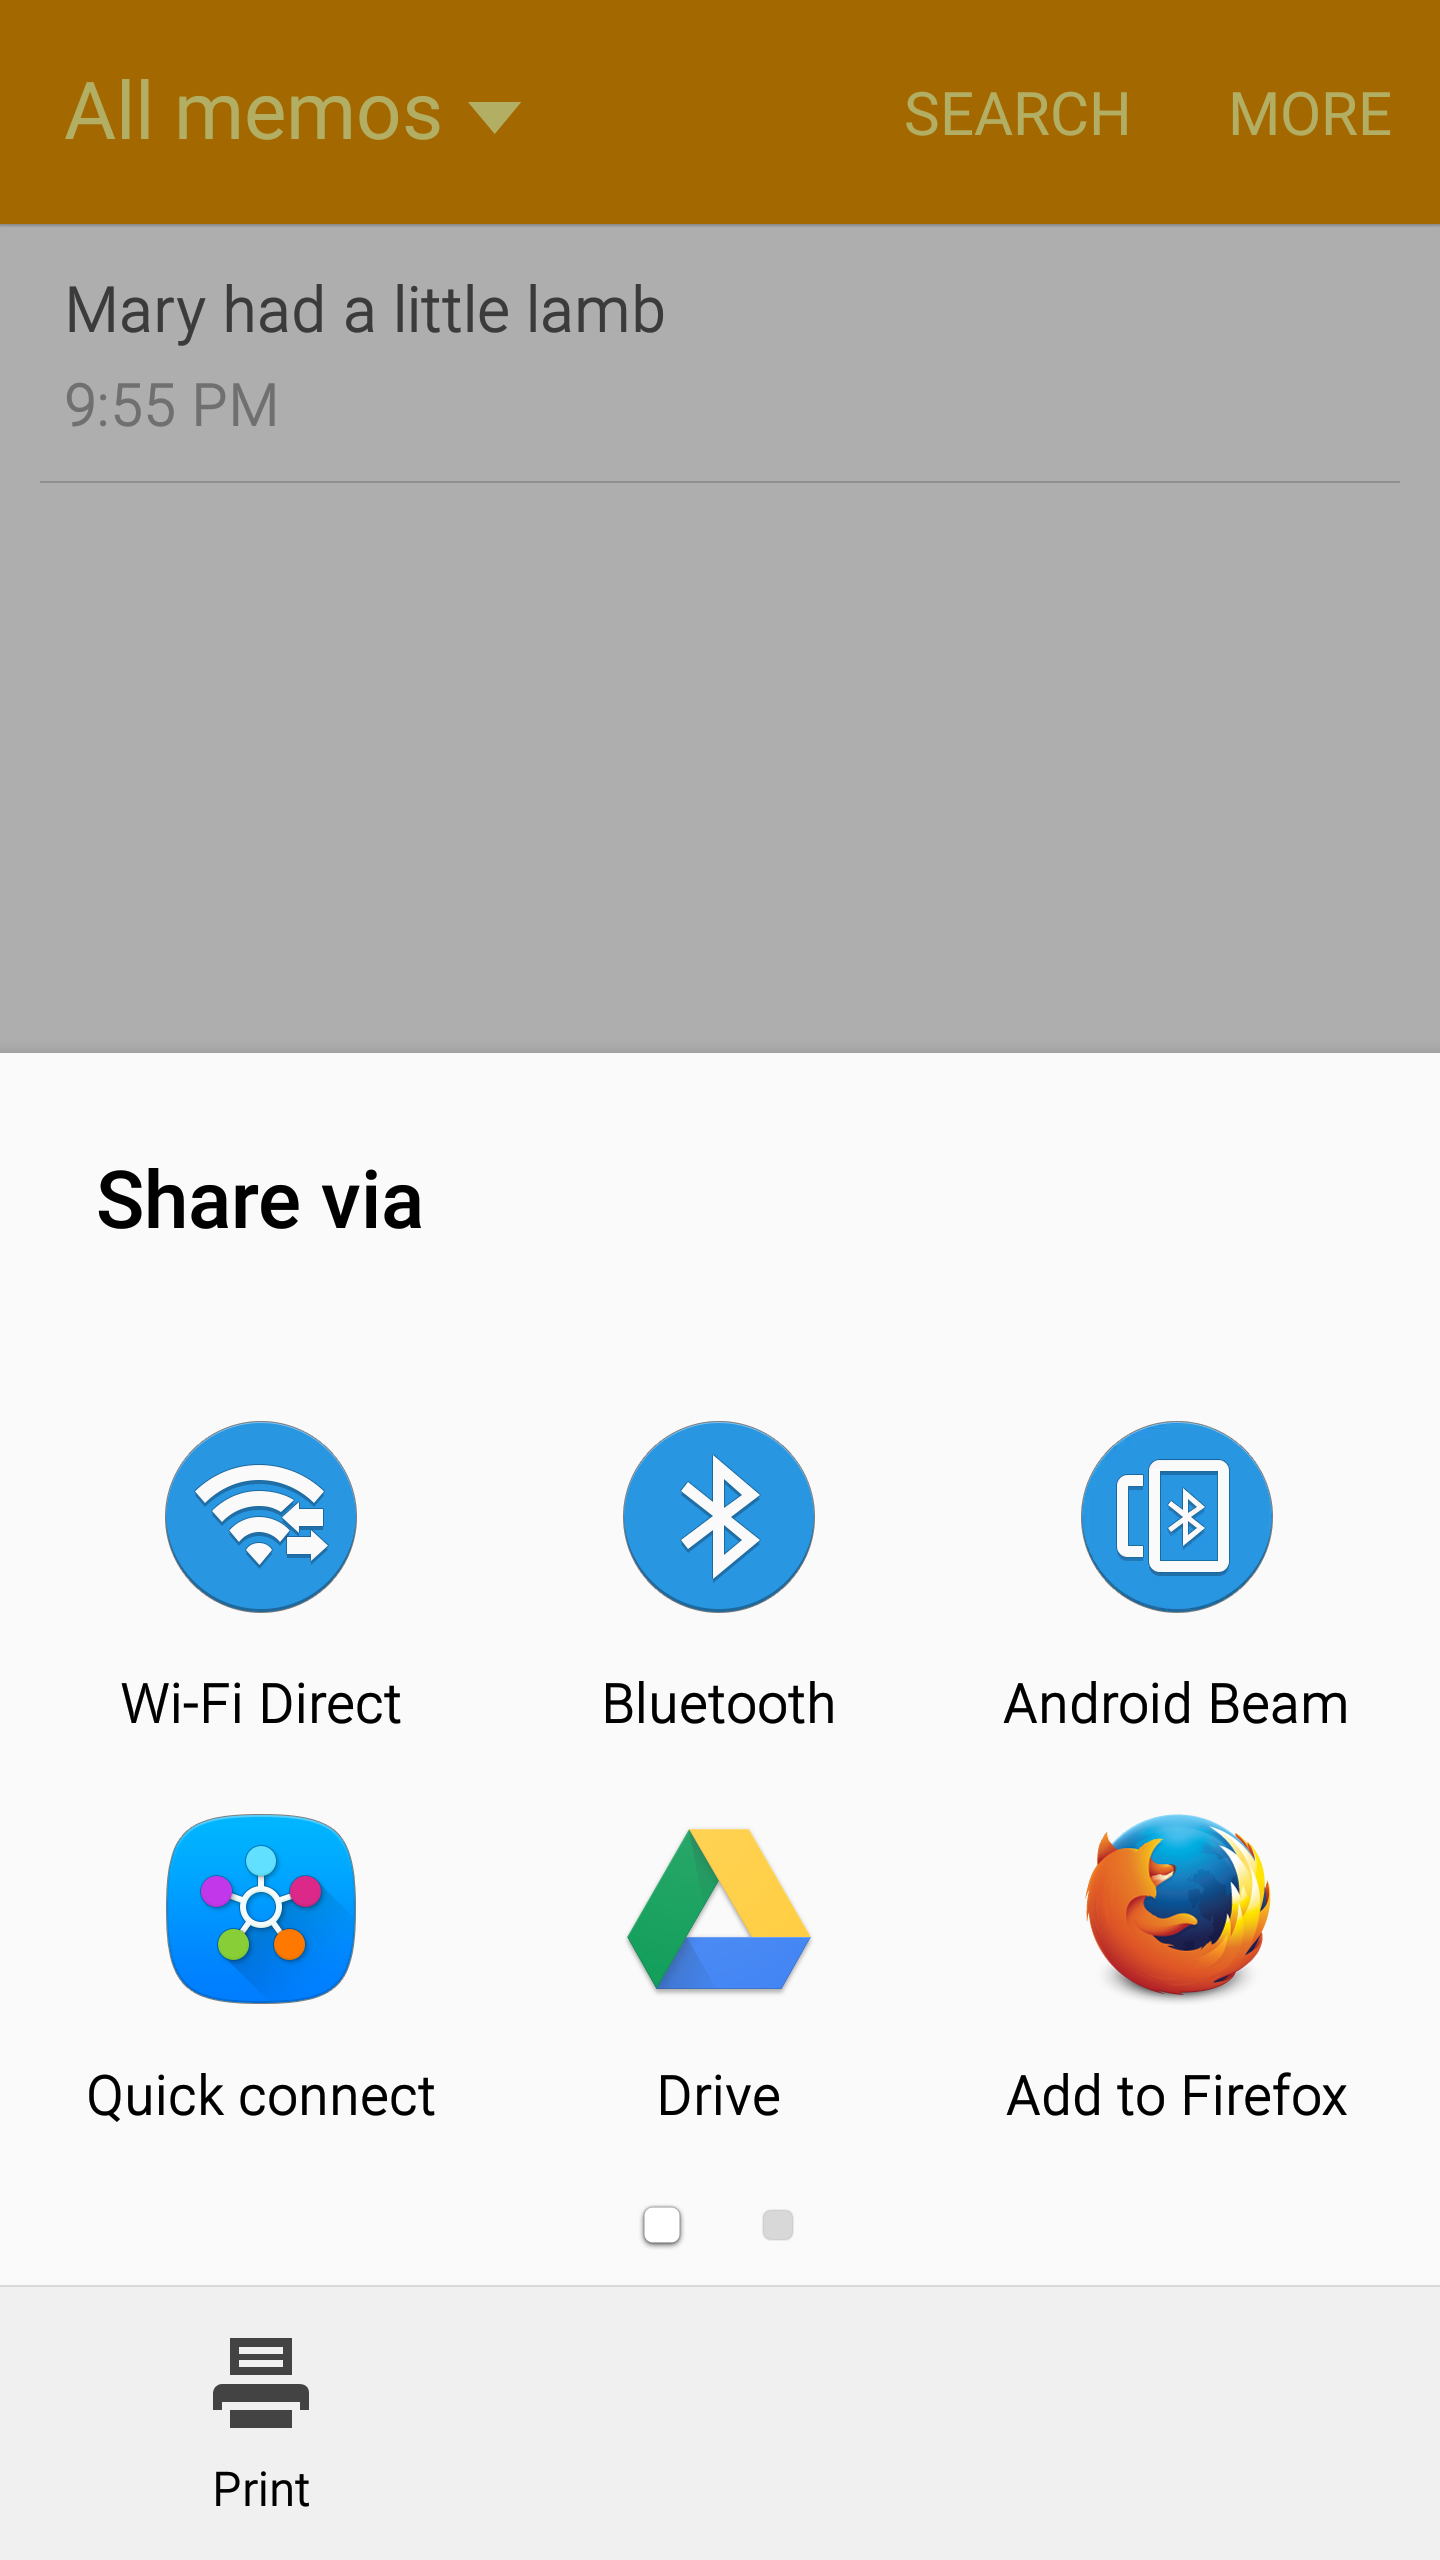 All memos
SEARCH MORE
Mary had a little lamb
9:55 PM
Share via
Wi-Fi Direct Bluetooth Android Beam
Quick connect Drive Add to Firefox
Print